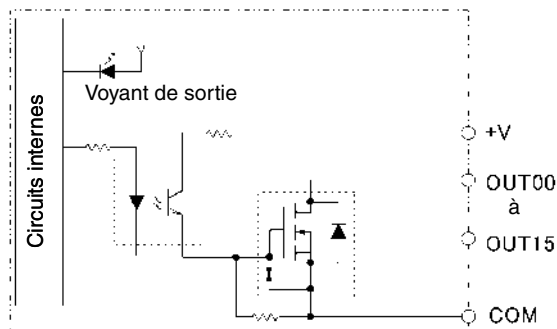 Circuits internes
Voyant de sortie
+V
OUT00
à
OUT15
COM